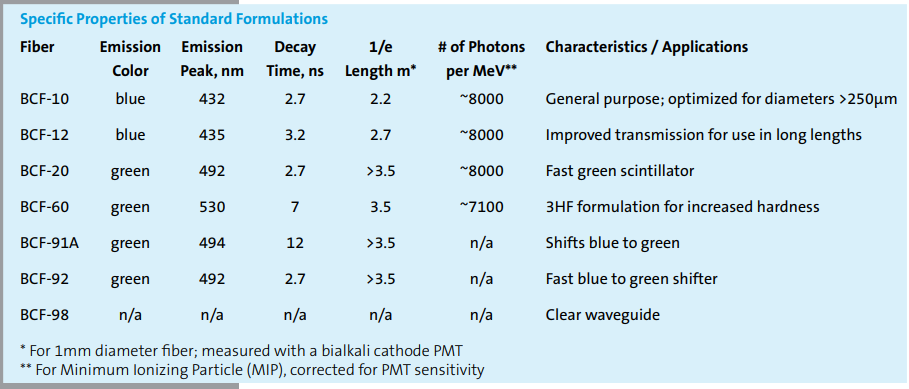 Specific Properties of Standard Formulations
Fiber Emission Emission Decay 1/e # of Photons Characteristics / Applications
Color Peak, nm Time, ns Length m* per MeV**
BCF-10 blue 432 2.7 2.2 ~8000 General purpose; optimized for diameters >250µm
BCF-12 blue 435 3.2 2.7 ~8000 Improved transmission for use in long lengths
BCF-20 green 492 2.7 >3.5 ~8000 Fast green scintillator
BCF-60 green 530 7 3.5 ~7100 3HF formulation for increased hardness
BCF-91A green 494 12 >3.5 n/a Shifts blue to green
BCF-92 green 492 2.7 >3.5 n/a Fast blue to green shifter
BCF-98 n/a n/a n/a n/a n/a Clear waveguide
* For 1mm diameter fiber; measured with a bialkali cathode PMT
** For Minimum Ionizing Particle (MIP), corrected for PMT sensitivity